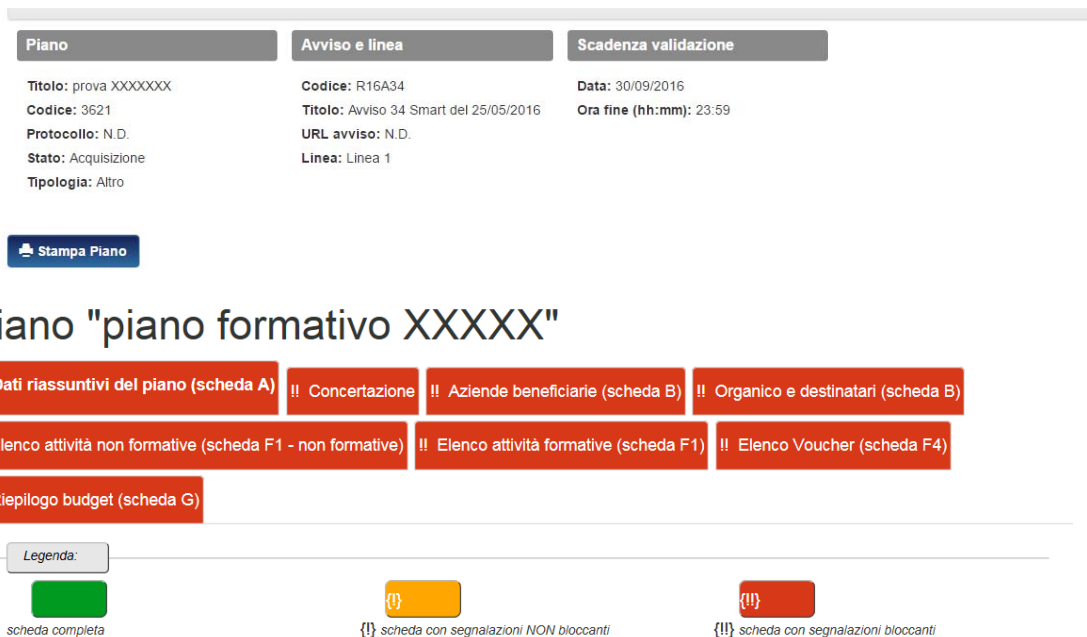 Piano Avviso e linea Scadenza validazione
Titolo: prova XXXXXXX Codice: R16A34 Data: 30/09/2016
Codice: 3621 Titolo: Avviso 34 Smart del 25/05/2016 Ora fine (hh:mm): 23:59
Protocollo: N.D. URL avviso: N.D.
Stato: Acquisizione Linea: Linea 1
Tipologia: Altro
Stampa Piano
iano "piano formativo XXXXX"
Dati riassuntivi del piano (scheda A) !! Concertazione !! Aziende beneficiarie (scheda B) !! Organico e destinatari (scheda B)
lenco attività non formative (scheda F1 - non formative) !! Elenco attività formative (scheda F1) !! Elenco Voucher (scheda F4)
Riepilogo budget (scheda G)
Legenda:
{!} {!!}
scheda completa {!} scheda con segnalazioni NON bloccanti {!!} scheda con segnalazioni bloccanti